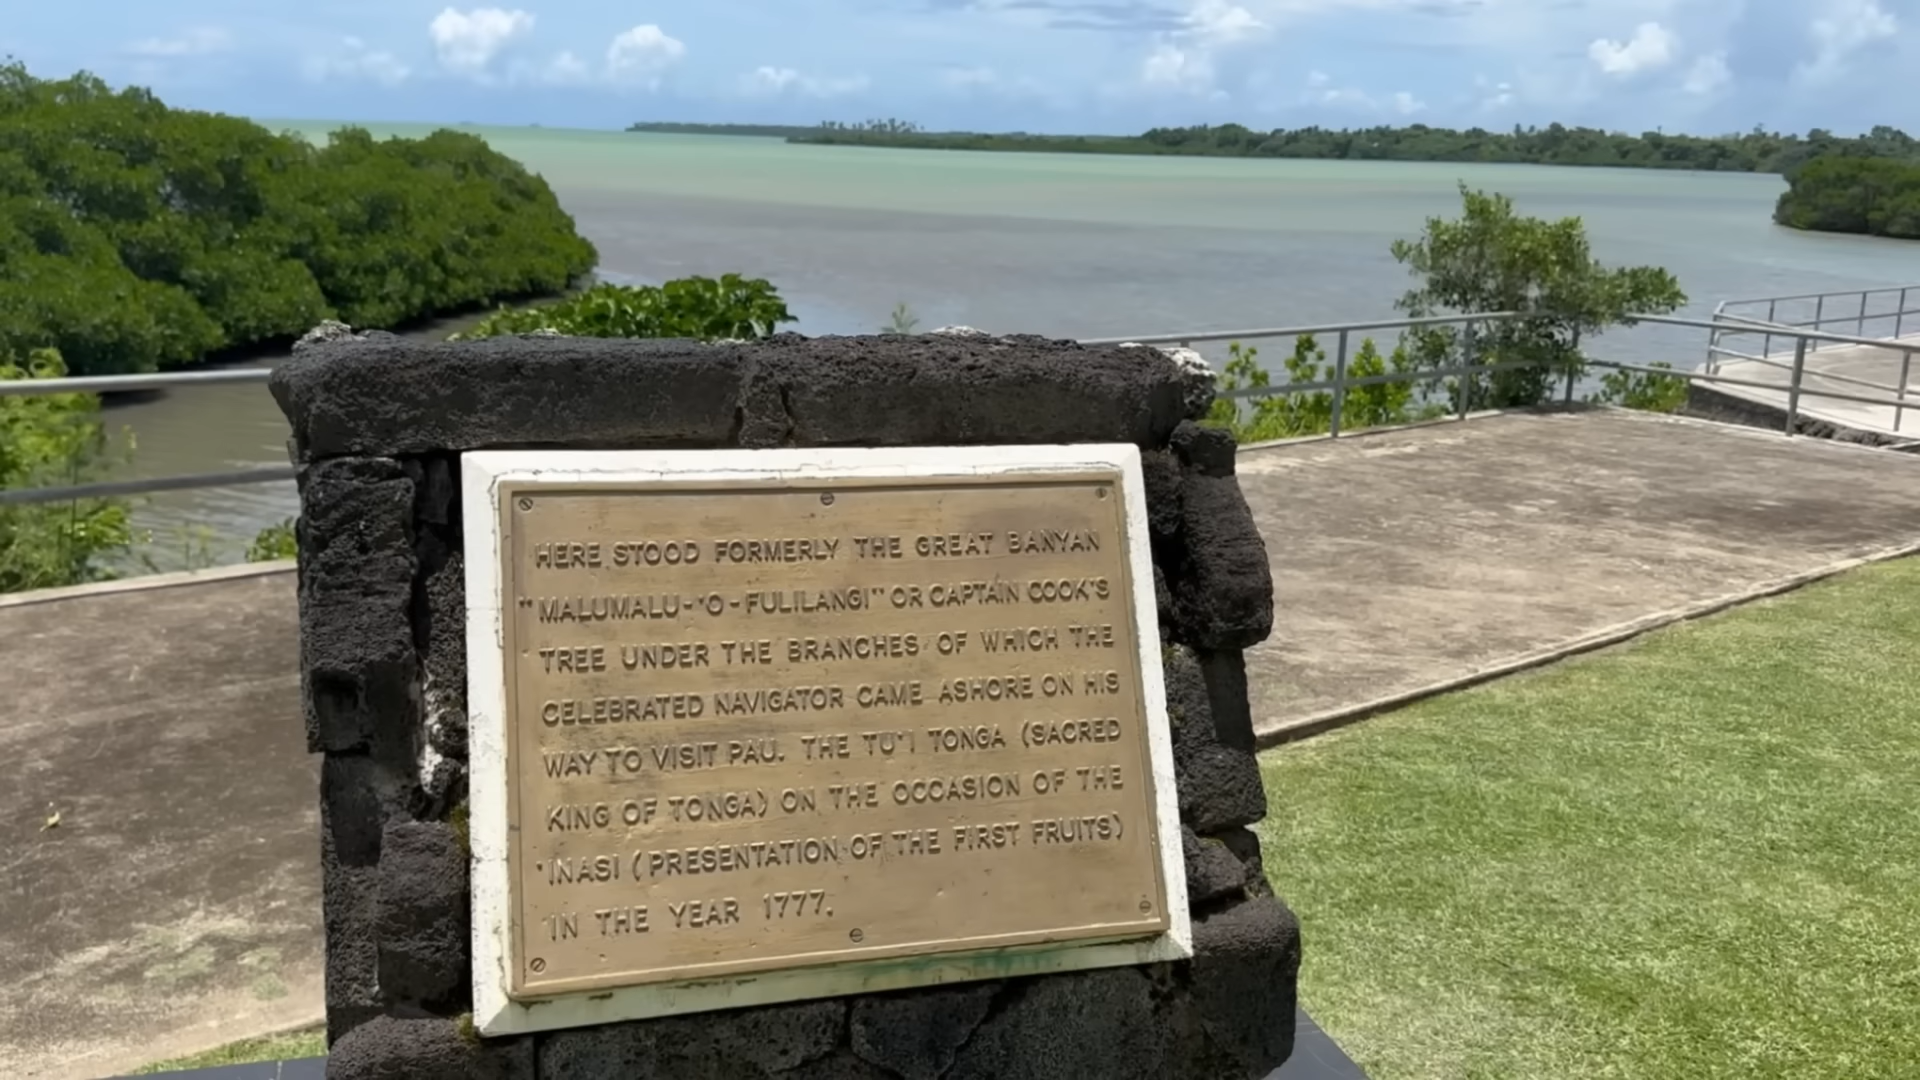 HERE STOOD FORMERLY THE GREAT BANYAN
"MALUMALU-'O-FULILANGI" OR CAPTAIN COOK'S
TREE UNDER THE BRANCHES OF WHICH THE
CELEBRATED NAVIGATOR CAME ASHORE ON HIS
WAY TO VISIT PAU. THE TU'I TONGA (SACRED
KING OF TONGA) ON THE OCCASION OF THE
'INASI (PRESENTATION OF THE FIRST FRUITS)
IN THE YEAR 1777.